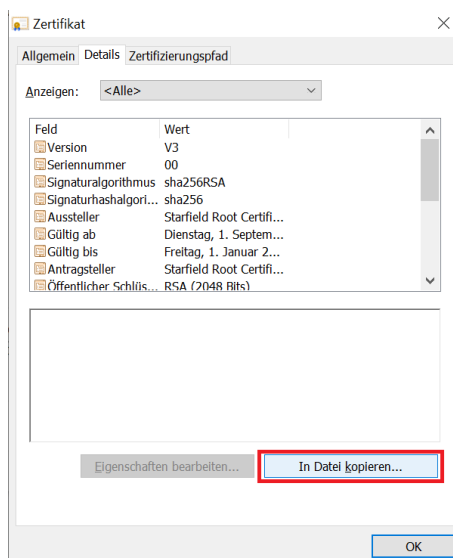 Zertifikat
Allgemein Details Zertifizierungspfad
Anzeigen: <Alle>
Feld Wert
Version V3
Seriennummer 00
Signaturalgorithmus sha256RSA
Signaturhashalgori... sha256
Aussteller Starfield Root Certifi...
Gültig ab Dienstag, 1. Septem...
Gültig bis Freitag, 1. Januar 2...
Antragsteller Starfield Root Certifi...
Öffentlicher Schlüs... RSA (2048 Bits)
Eigenschaften bearbeiten... In Datei kopieren...
OK